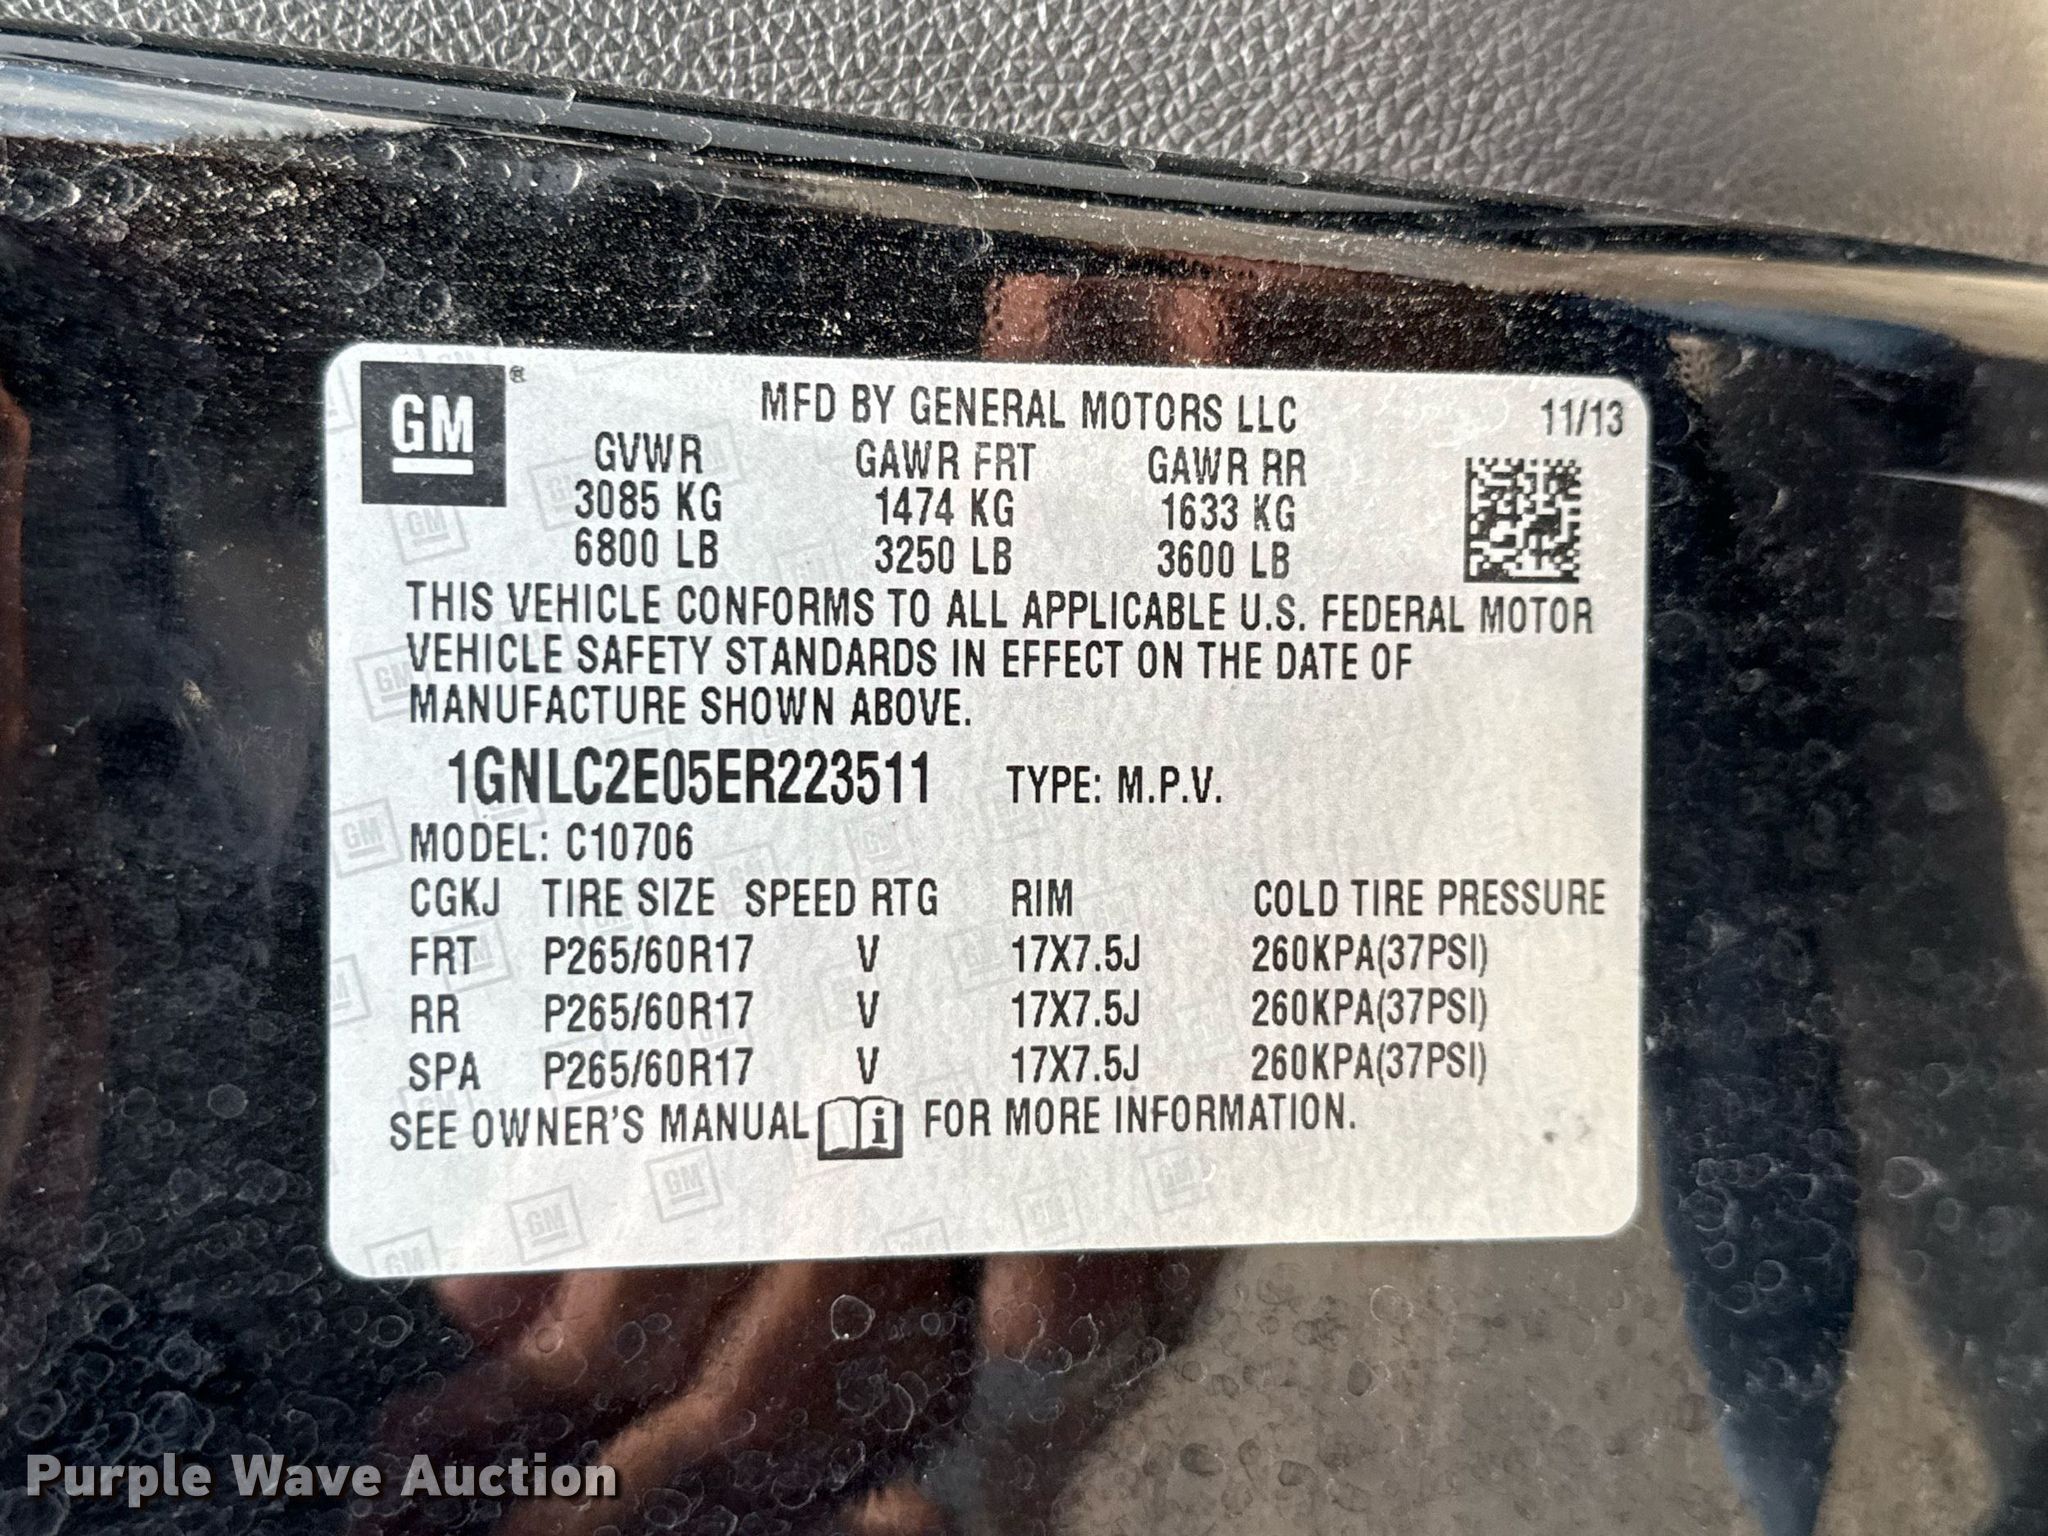 GM®
MFD BY GENERAL MOTORS LLC 11/13
GVWR GAWR FRT GAWR RR
3085 KG 1474 KG 1633 KG
6800 LB 3250 LB 3600 LB
THIS VEHICLE CONFORMS TO ALL APPLICABLE U.S. FEDERAL MOTOR
VEHICLE SAFETY STANDARDS IN EFFECT ON THE DATE OF
MANUFACTURE SHOWN ABOVE.
1GNLC2E05ER223511 TYPE: M.P.V.
MODEL: C10706
CGKJ TIRE SIZE SPEED RTG RIM COLD TIRE PRESSURE
FRT P265/60R17 V 17X7.5J 260KPA(37PSI)
RR P265/60R17 V 17X7.5J 260KPA(37PSI)
SPA P265/60R17 V 17X7.5J 260KPA(37PSI)
SEE OWNER'S MANUAL i FOR MORE INFORMATION.
Purple Wave Auction